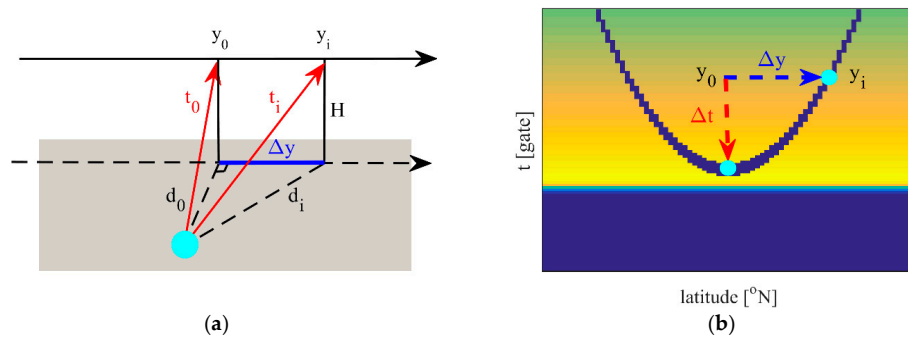 y₀ yᵢ
t₀ tᵢ H
Δy
d₀ dᵢ
(a)
Δy
y₀ yᵢ
Δt
t [gate]
latitude [°N]
(b)